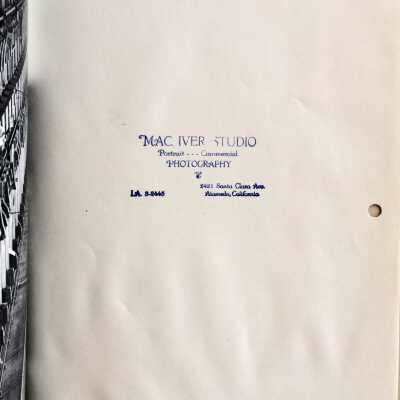 MAC IVER STUDIO
Portrait - - - Commercial
PHOTOGRAPHY
LA. 3-2445
2421 Santa Clara Ave.
Alameda, California